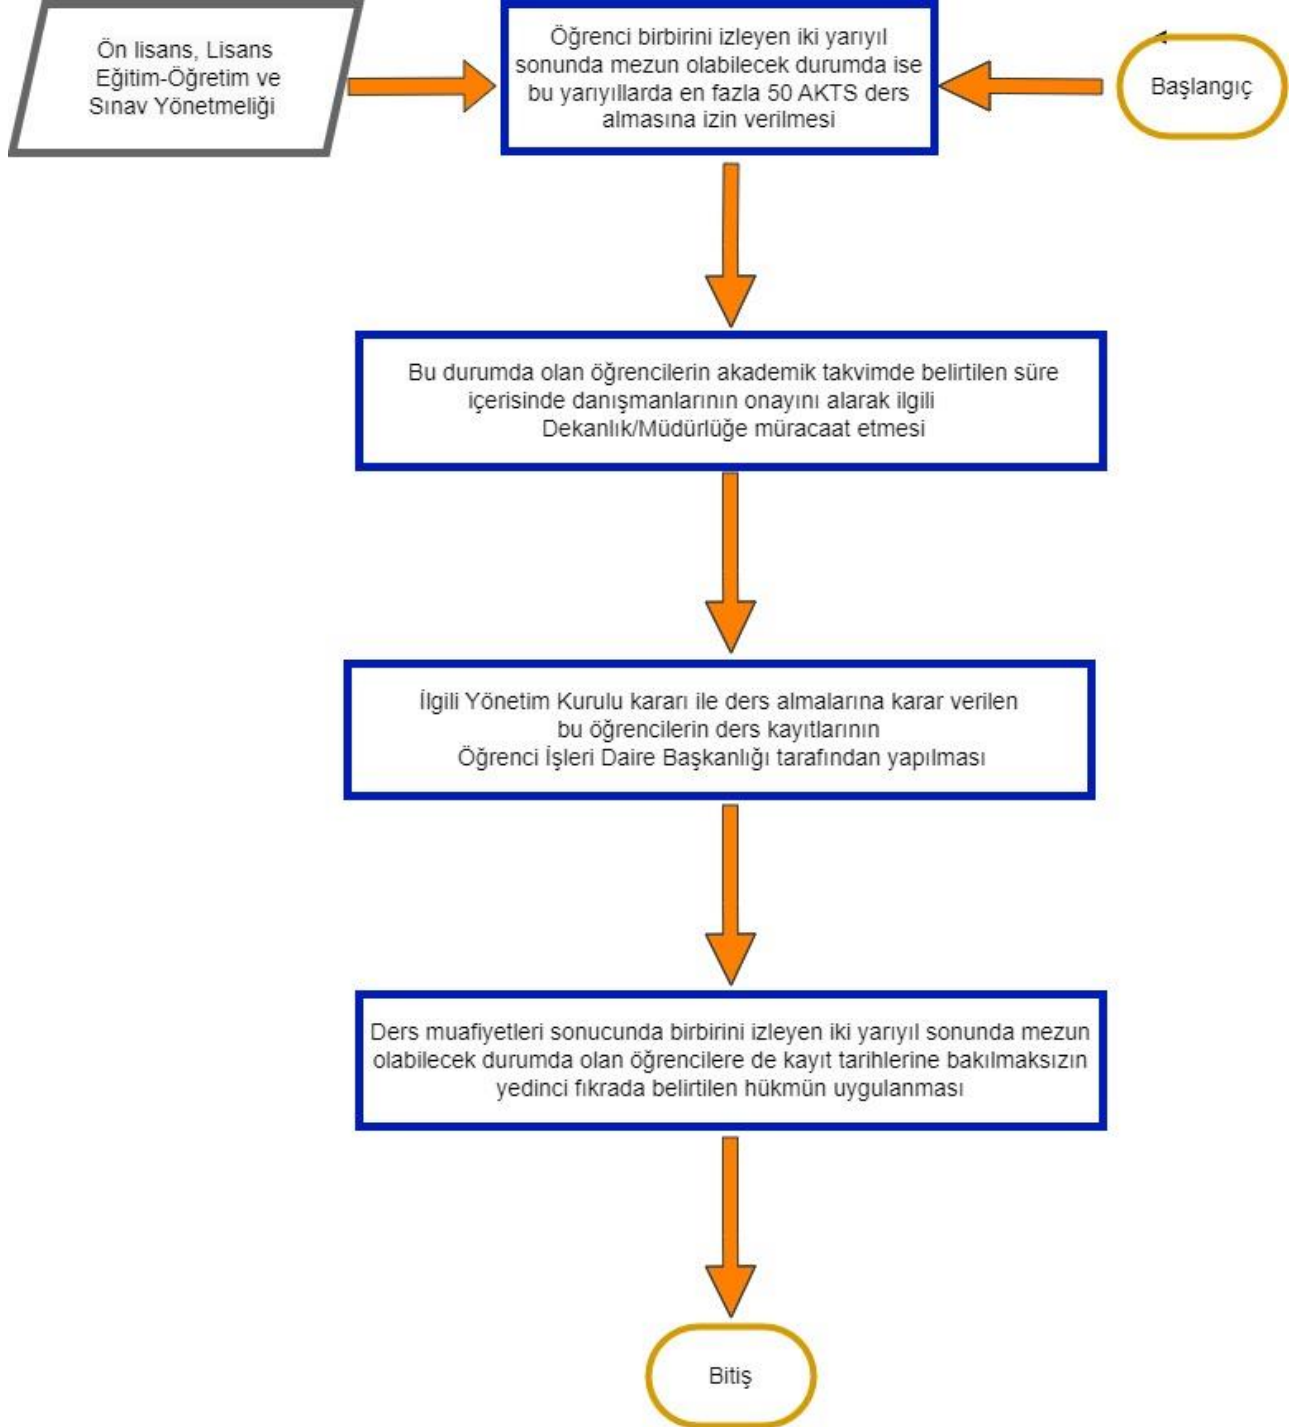 Ön lisans, Lisans
Eğitim-Öğretim ve
Sınav Yönetmeliği
Öğrenci birbirini izleyen iki yarıyıl
sonunda mezun olabilecek durumda ise
bu yarıyıllarda en fazla 50 AKTS ders
almasına izin verilmesi
Başlangıç
Bu durumda olan öğrencilerin akademik takvimde belirtilen süre
içerisinde danışmanlarının onayını alarak ilgili
Dekanlık/Müdürlüğe müracaat etmesi
İlgili Yönetim Kurulu kararı ile ders almalarına karar verilen
bu öğrencilerin ders kayıtlarının
Öğrenci İşleri Daire Başkanlığı tarafından yapılması
Ders muafiyetleri sonucunda birbirini izleyen iki yarıyıl sonunda mezun
olabilecek durumda olan öğrencilere de kayıt tarihlerine bakılmaksızın
yedinci fıkrada belirtilen hükmün uygulanması
Bitiş